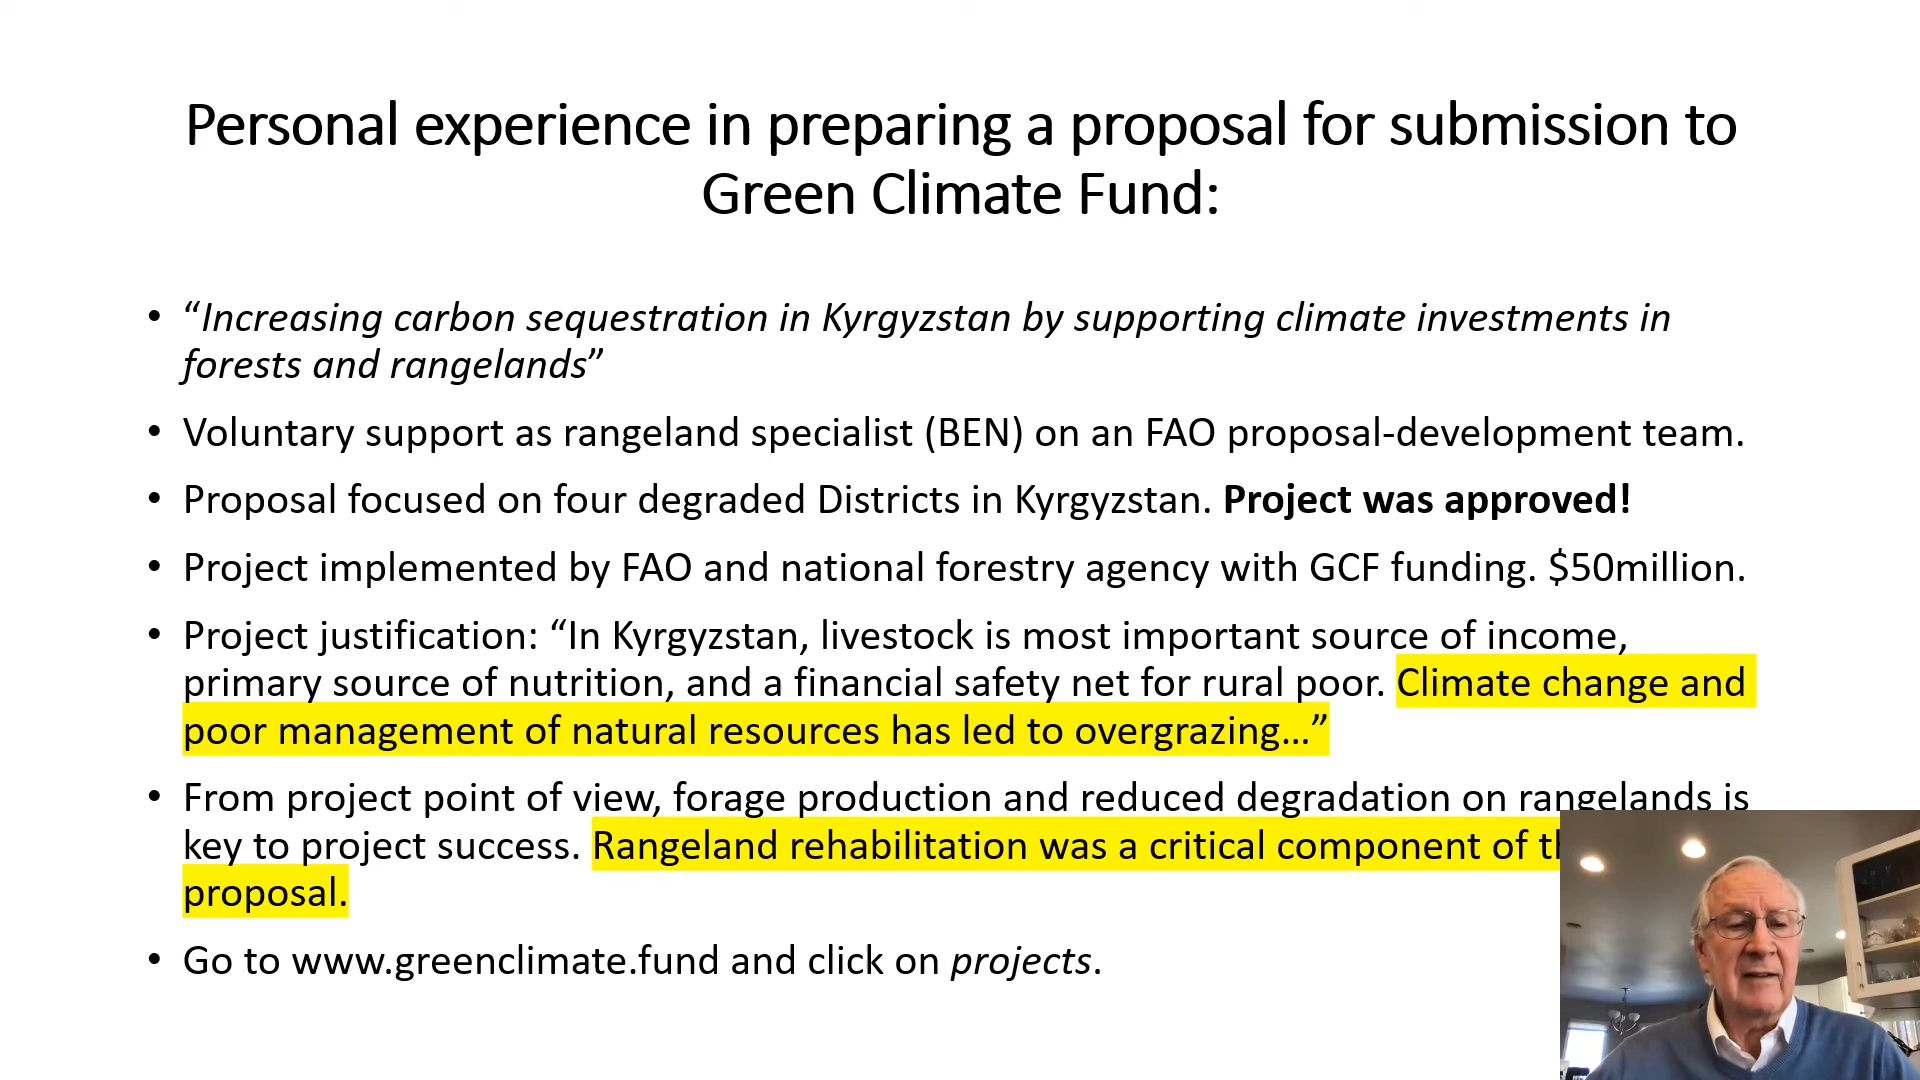 Personal experience in preparing a proposal for submission to
Green Climate Fund:
• “Increasing carbon sequestration in Kyrgyzstan by supporting climate investments in
forests and rangelands”
• Voluntary support as rangeland specialist (BEN) on an FAO proposal-development team.
• Proposal focused on four degraded Districts in Kyrgyzstan. Project was approved!
• Project implemented by FAO and national forestry agency with GCF funding. $50million.
• Project justification: “In Kyrgyzstan, livestock is most important source of income,
primary source of nutrition, and a financial safety net for rural poor. Climate change and
poor management of natural resources has led to overgrazing…”
• From project point of view, forage production and reduced degradation on rangelands is
key to project success. Rangeland rehabilitation was a critical component of
proposal.
• Go to www.greenclimate.fund and click on projects.